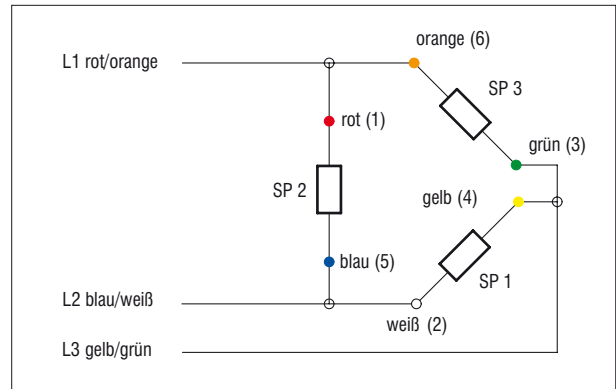 orange (6)
L1 rot/orange
SP 3
rot (1)
grün (3)
SP 2
gelb (4)
blau (5)
SP 1
L2 blau/weiß
weiß (2)
L3 gelb/grün